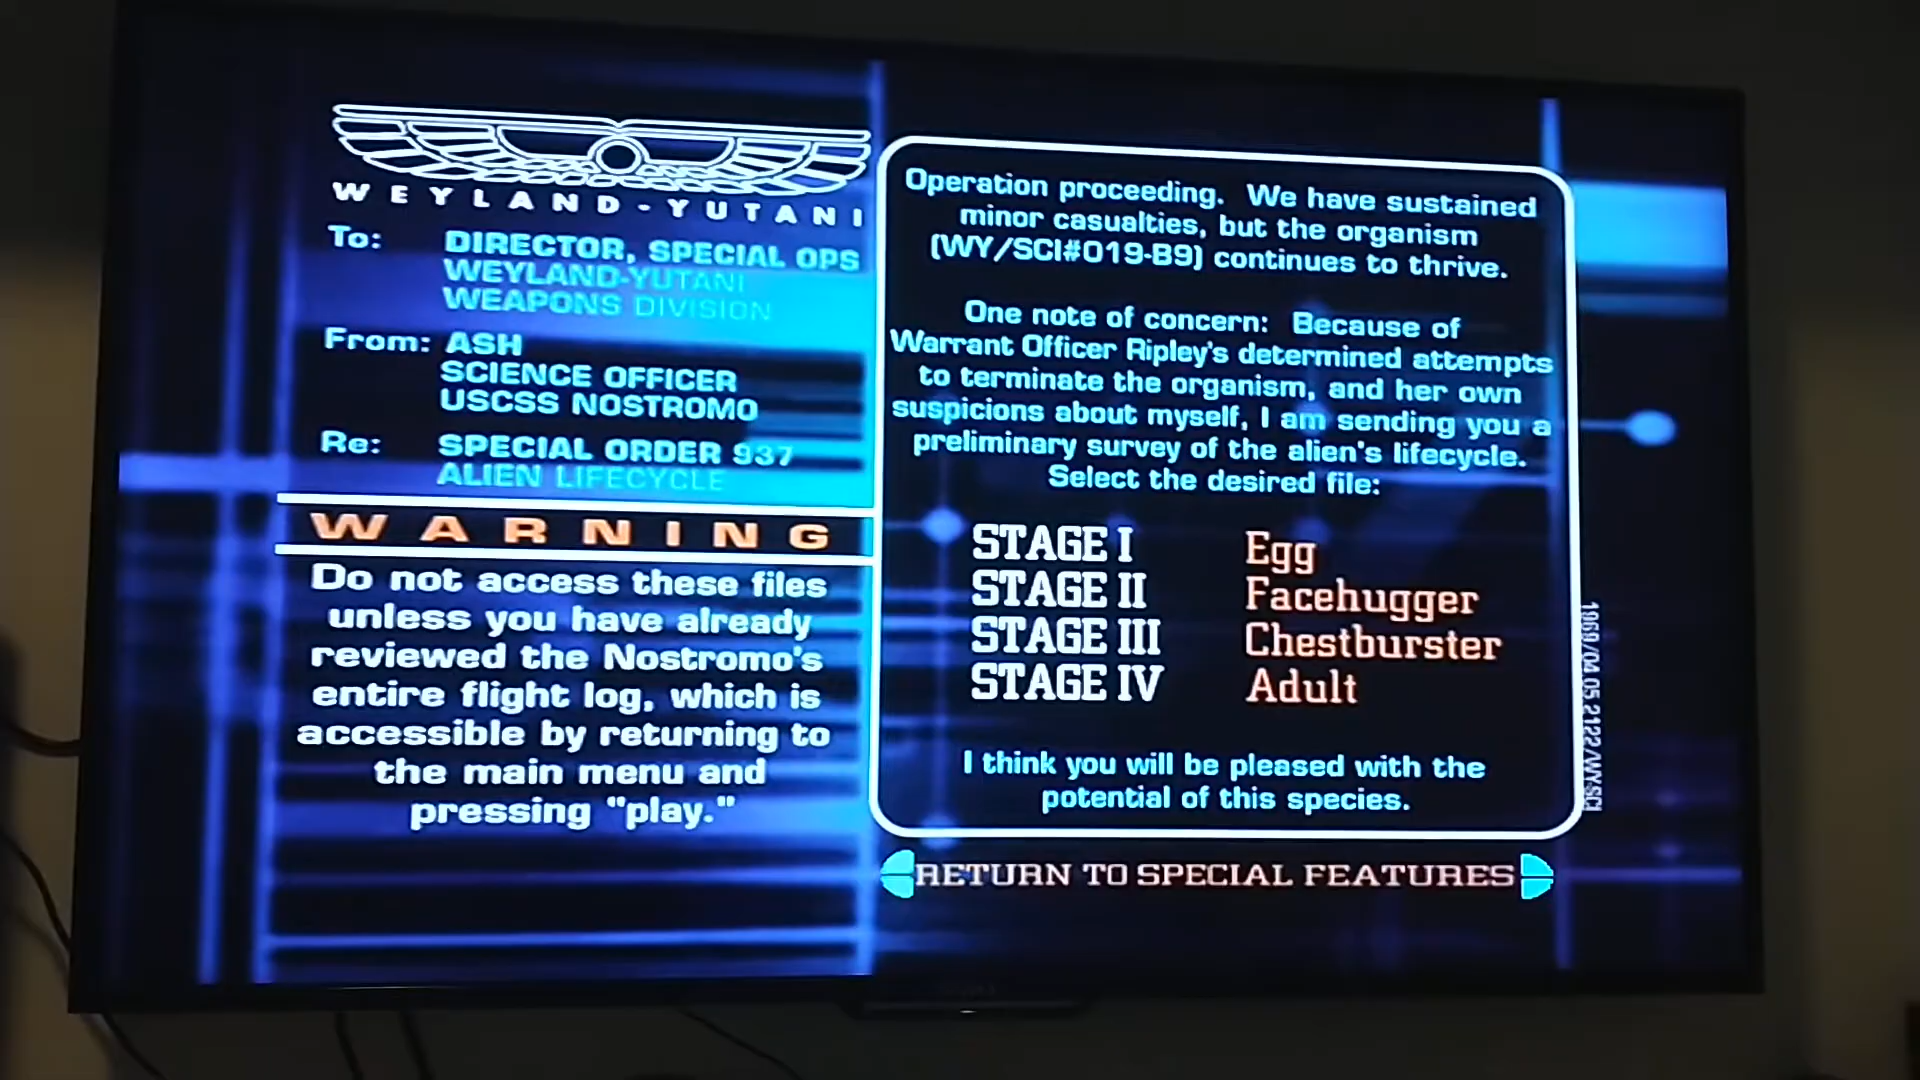 WEYLAND-YUTANI
To: DIRECTOR, SPECIAL OPS
WEYLAND-YUTANI
WEAPONS DIVISION
From: ASH
SCIENCE OFFICER
USCSS NOSTROMO
Re: SPECIAL ORDER 937
ALIEN LIFECYCLE
WARNING
Do not access these files
unless you have already
reviewed the Nostromo's
entire flight log, which is
accessible by returning to
the main menu and
pressing "play."
Operation proceeding. We have sustained
minor casualties, but the organism
(WY/SCI#019-B9) continues to thrive.
One note of concern: Because of
Warrant Officer Ripley's determined attempts
to terminate the organism, and her own
suspicions about myself, I am sending you a
preliminary survey of the alien's lifecycle.
Select the desired file:
STAGE I Egg
STAGE II Facehugger
STAGE III Chestburster
STAGE IV Adult
I think you will be pleased with the
potential of this species.
RETURN TO SPECIAL FEATURES